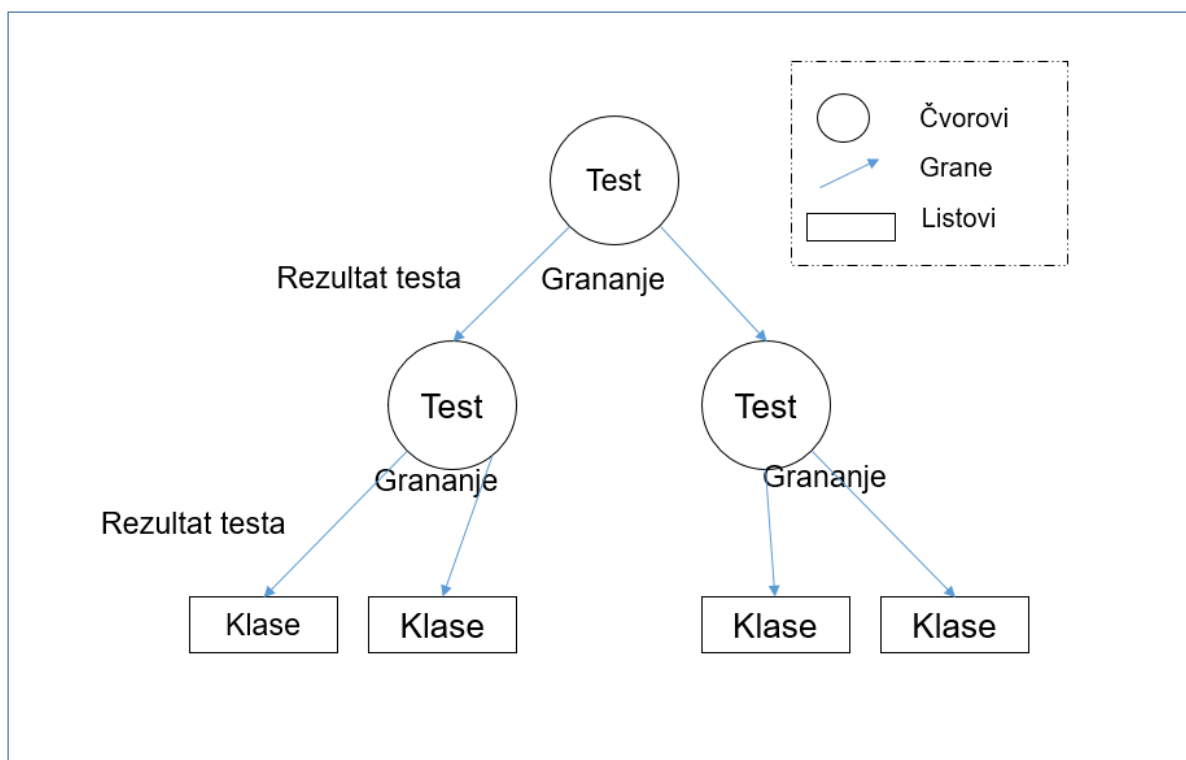 Čvorovi
Grane
Listovi
Test
Rezultat testa
Grananje
Test
Test
Grananje
Grananje
Rezultat testa
Klase
Klase
Klase
Klase